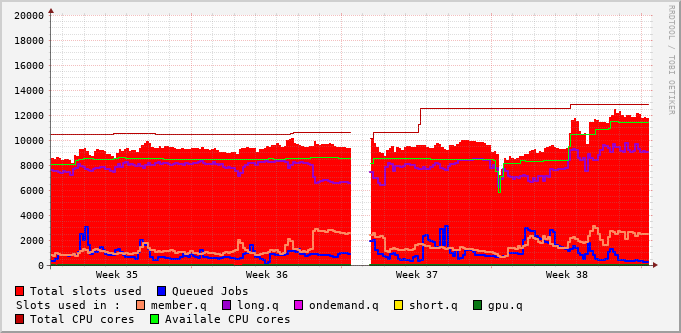 20000
18000
16000
14000
12000
10000
8000
6000
4000
2000
0
Week 35 Week 36 Week 37 Week 38
RRDTOOL / TOBI OETIKER
Total slots used Queued Jobs
Slots used in : member.q long.q ondemand.q short.q gpu.q
Total CPU cores Availale CPU cores